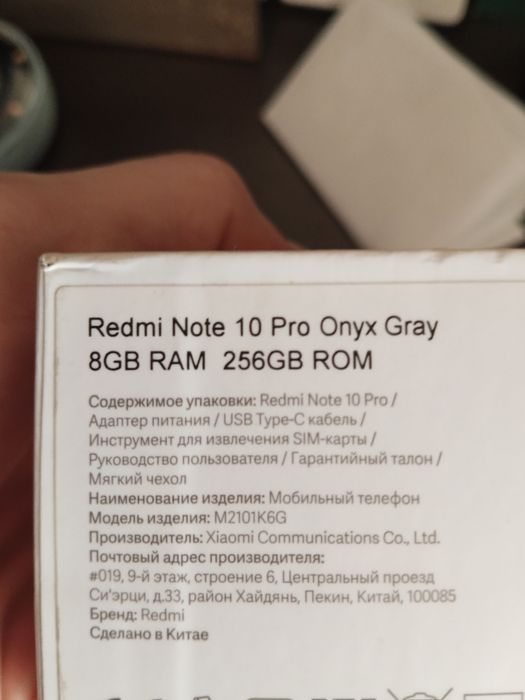 Redmi Note 10 Pro Onyx Gray
8GB RAM 256GB ROM
Содержимое упаковки: Redmi Note 10 Pro /
Адаптер питания / USB Type-C кабель /
Инструмент для извлечения SIM-карты /
Руководство пользователя / Гарантийный талон /
Мягкий чехол
Наименование изделия: Мобильный телефон
Модель изделия: M2101K6G
Производитель: Xiaomi Communications Co., Ltd.
Почтовый адрес производителя:
#019, 9-й этаж, строение 6, Центральный проезд
Си'эрци, д.33, район Хайдянь, Пекин, Китай, 100085
Бренд: Redmi
Сделано в Китае